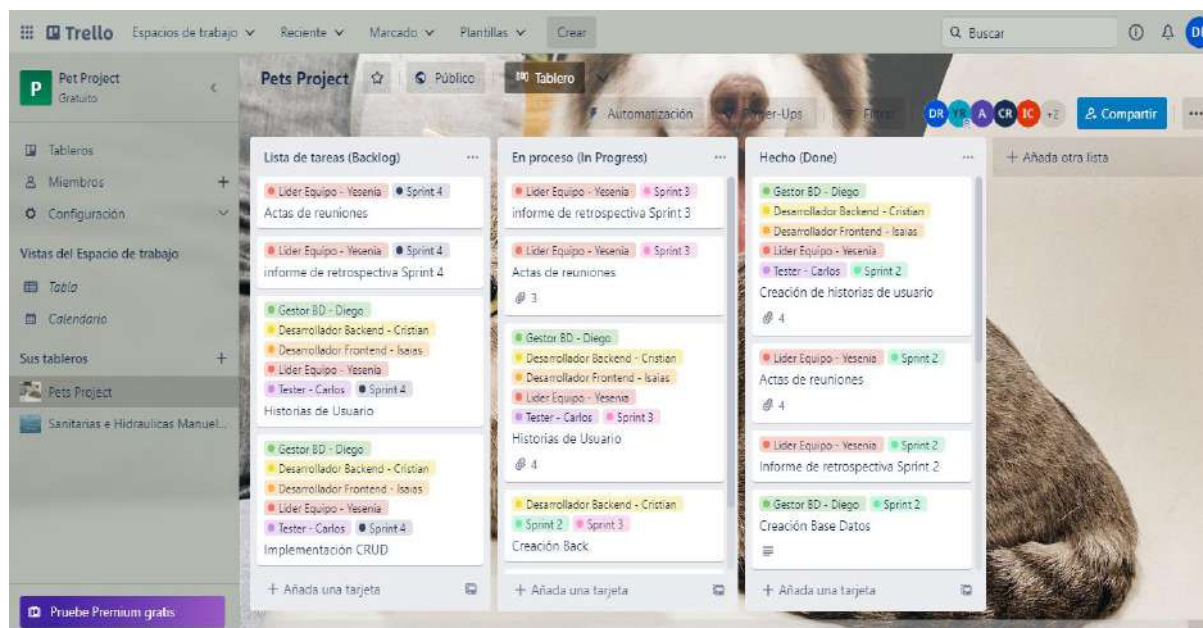 Trello Espacios de trabajo Reciente Marcado Plantillas Crear Buscar DR
P Pet Project
Gratuito
Pets Project Público Tablero
Automatización Power-Ups Filtrar DR YR A CR IC +2 Compartir
Tableros
Miembros
Configuración
Vistas del Espacio de trabajo
Tabla
Calendario
Sus tableros
Pets Project
Sanitarias e Hidraulicas Manuel...
Pruebe Premium gratis
Lista de tareas (Backlog)
Lider Equipo - Yesenia Sprint 4
Actas de reuniones
Lider Equipo - Yesenia Sprint 4
informe de retrospectiva Sprint 4
Gestor BD - Diego
Desarrollador Backend - Cristian
Desarrollador Frontend - Isaias
Lider Equipo - Yesenia
Tester - Carlos Sprint 4
Historias de Usuario
Gestor BD - Diego
Desarrollador Backend - Cristian
Desarrollador Frontend - Isaias
Lider Equipo - Yesenia
Tester - Carlos Sprint 4
Implementación CRUD
+ Añada una tarjeta
En proceso (In Progress)
Lider Equipo - Yesenia Sprint 3
informe de retrospectiva Sprint 3
Lider Equipo - Yesenia Sprint 3
Actas de reuniones
3
Gestor BD - Diego
Desarrollador Backend - Cristian
Desarrollador Frontend - Isaias
Lider Equipo - Yesenia
Tester - Carlos Sprint 3
Historias de Usuario
4
Desarrollador Backend - Cristian
Sprint 2 Sprint 3
Creación Back
+ Añada una tarjeta
Hecho (Done)
Gestor BD - Diego
Desarrollador Backend - Cristian
Desarrollador Frontend - Isaias
Lider Equipo - Yesenia
Tester - Carlos Sprint 2
Creación de historias de usuario
4
Lider Equipo - Yesenia Sprint 2
Actas de reuniones
4
Lider Equipo - Yesenia Sprint 2
Informe de retrospectiva Sprint 2
Gestor BD - Diego Sprint 2
Creación Base Datos
+ Añada una tarjeta
+ Añada otra lista